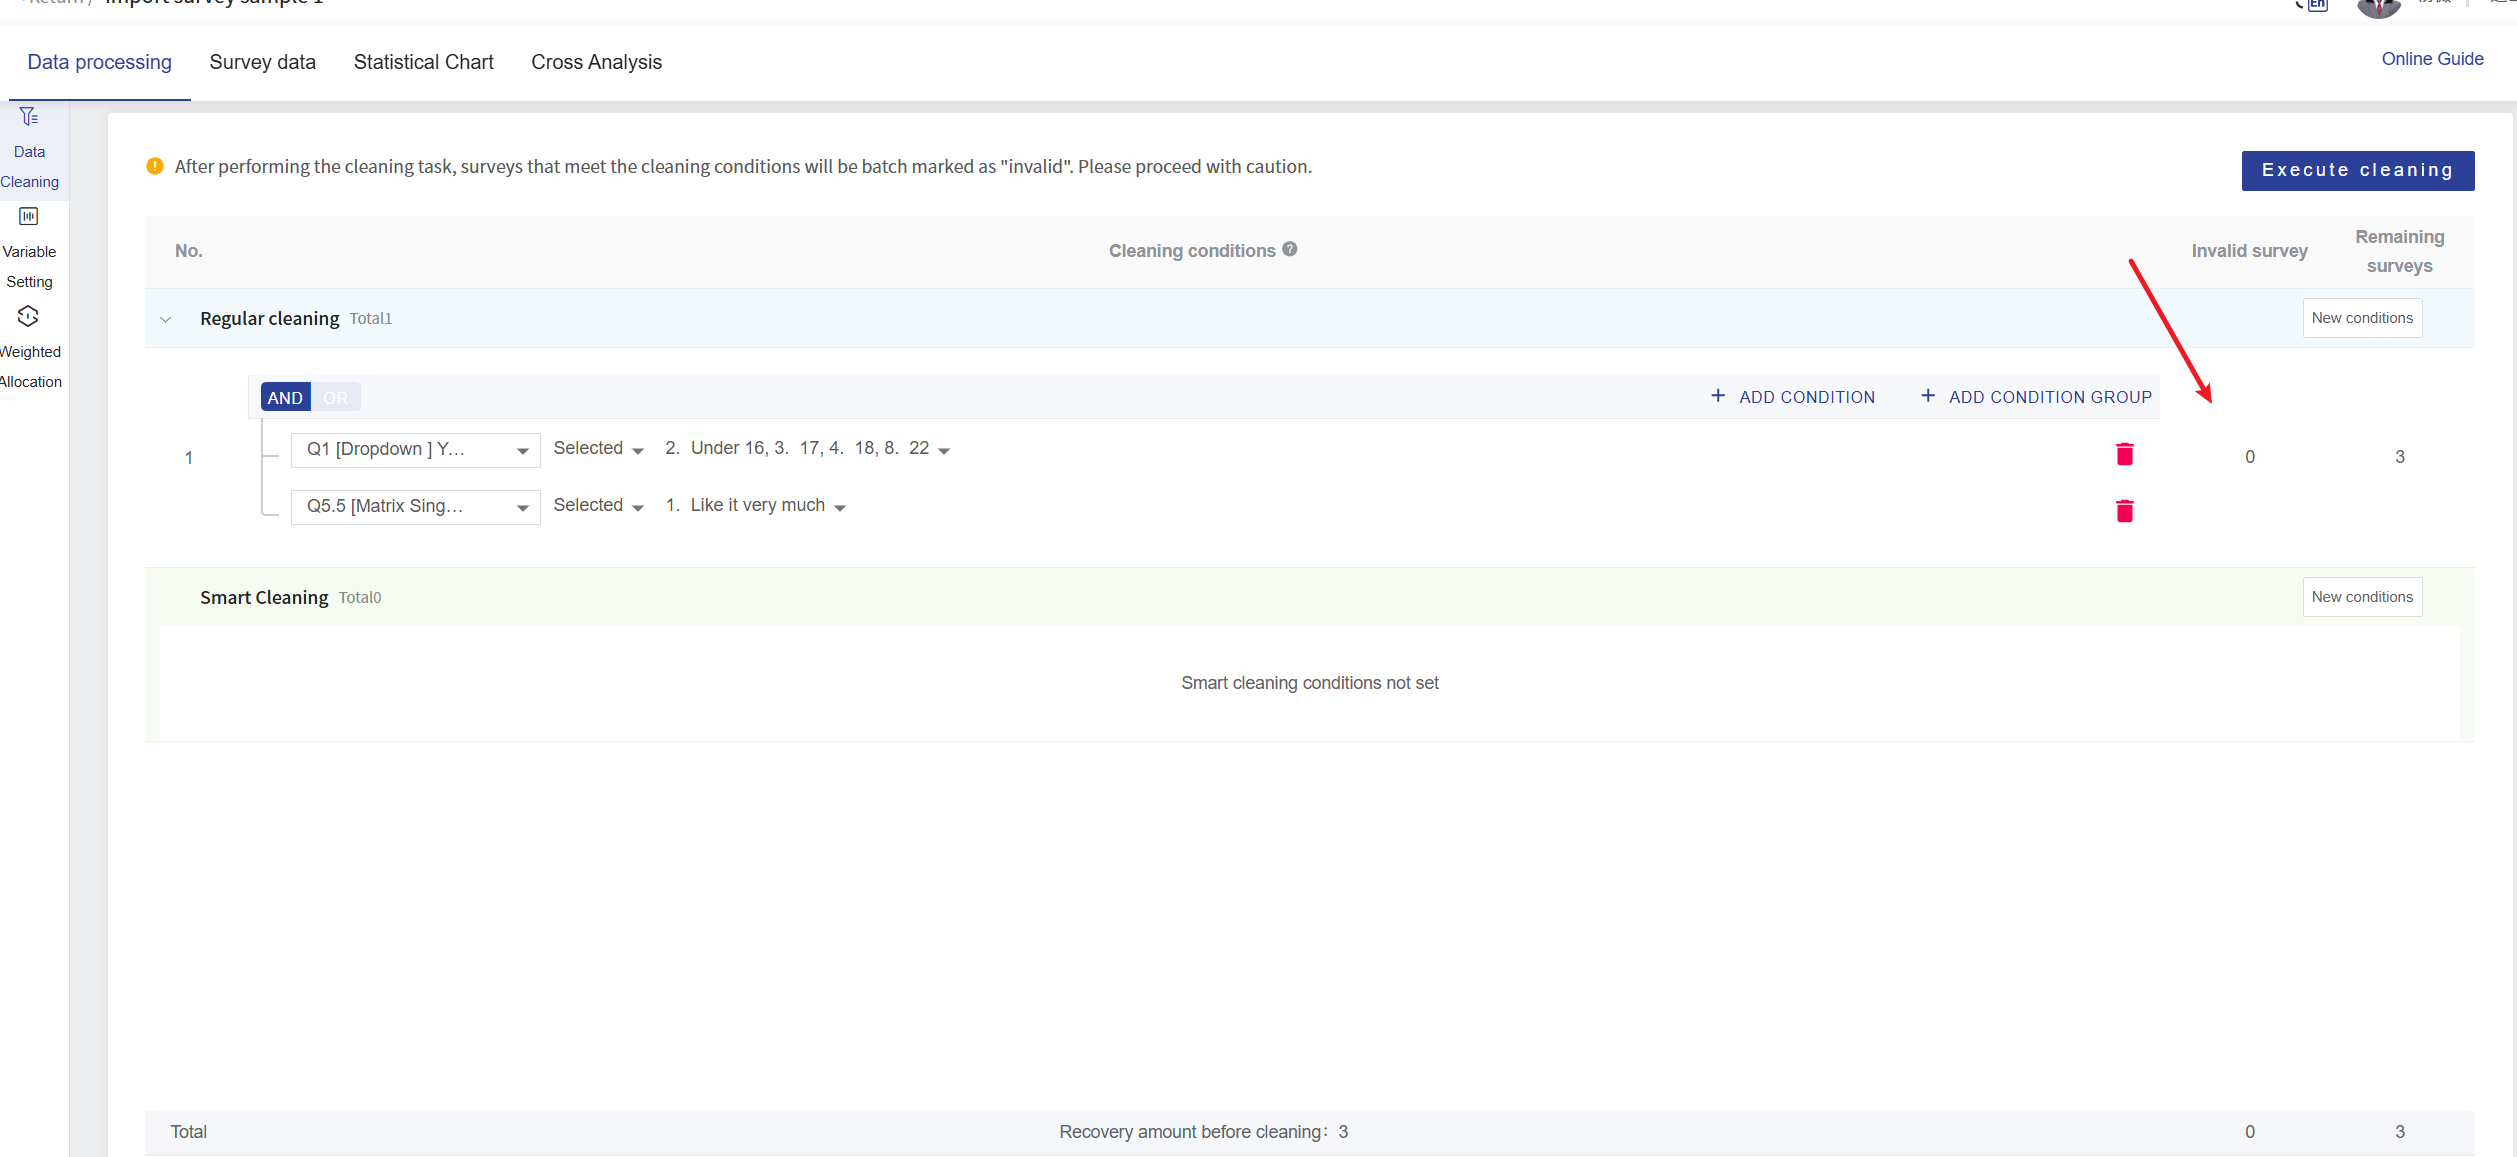 Import survey sample 1
En
Data processing Survey data Statistical Chart Cross Analysis Online Guide
Data
Cleaning
Variable
Setting
Weighted
Allocation
After performing the cleaning task, surveys that meet the cleaning conditions will be batch marked as "invalid". Please proceed with caution.
Execute cleaning
No. Cleaning conditions Invalid survey Remaining surveys
Regular cleaning Total1 New conditions
AND OR + ADD CONDITION + ADD CONDITION GROUP
1 Q1 [Dropdown ] Y... Selected 2. Under 16, 3. 17, 4. 18, 8. 22 0 3
Q5.5 [Matrix Sing... Selected 1. Like it very much
Smart Cleaning Total0 New conditions
Smart cleaning conditions not set
Total Recovery amount before cleaning: 3 0 3